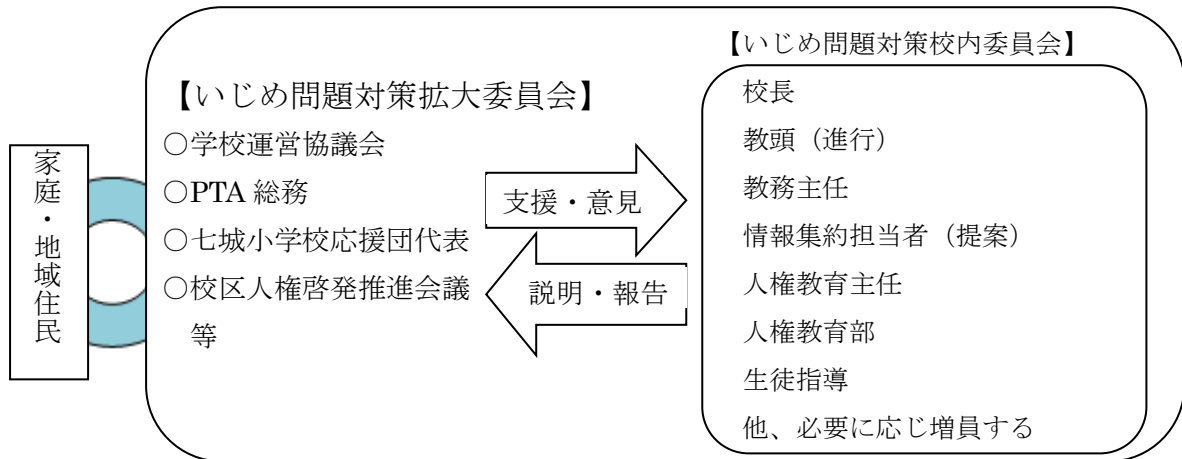 家庭・地域住民
【いじめ問題対策拡大委員会】
○学校運営協議会
○PTA 総務
○七城小学校応援団代表
○校区人権啓発推進会議
等
支援・意見
説明・報告
【いじめ問題対策校内委員会】
校長
教頭（進行）
教務主任
情報集約担当者（提案）
人権教育主任
人権教育部
生徒指導
他、必要に応じ増員する